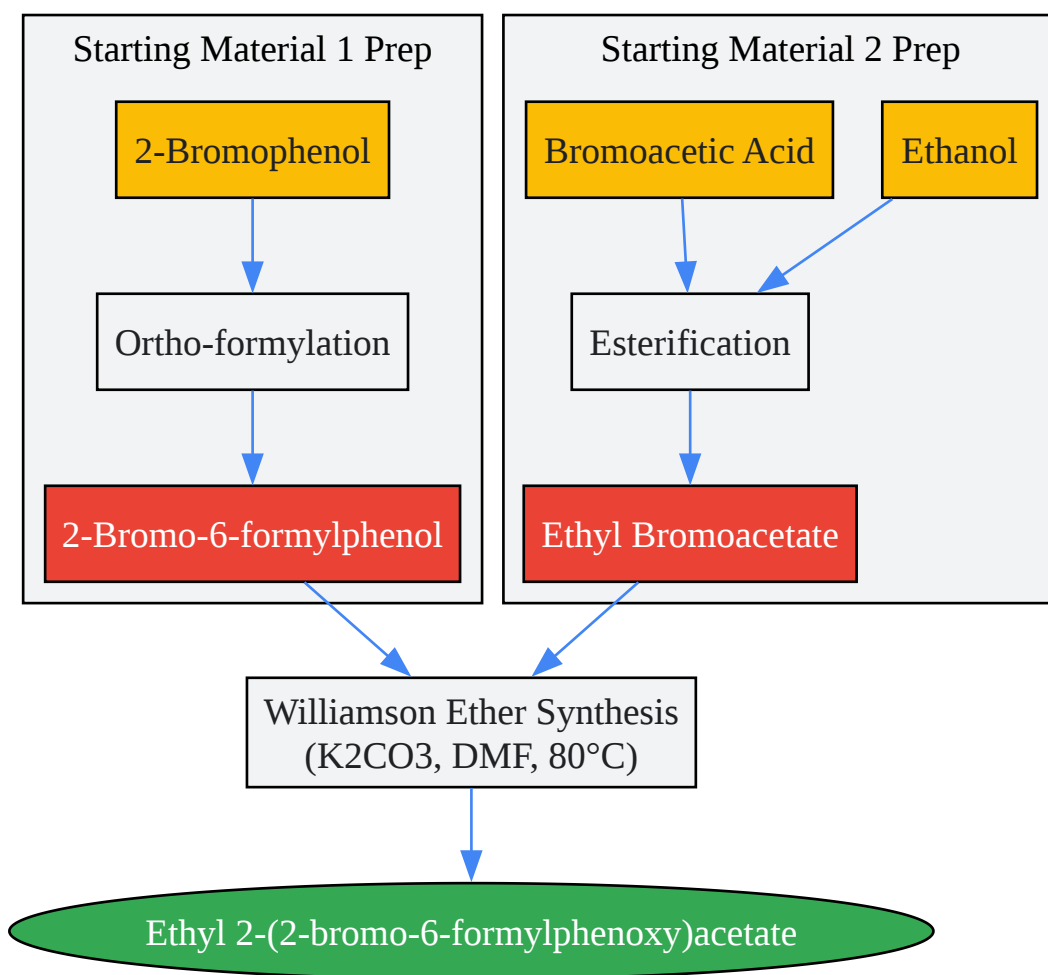 Starting Material 1 Prep
2-Bromophenol
Ortho-formylation
2-Bromo-6-formylphenol
Starting Material 2 Prep
Bromoacetic Acid
Ethanol
Esterification
Ethyl Bromoacetate
Williamson Ether Synthesis
(K2CO3, DMF, 80°C)
Ethyl 2-(2-bromo-6-formylphenoxy)acetate